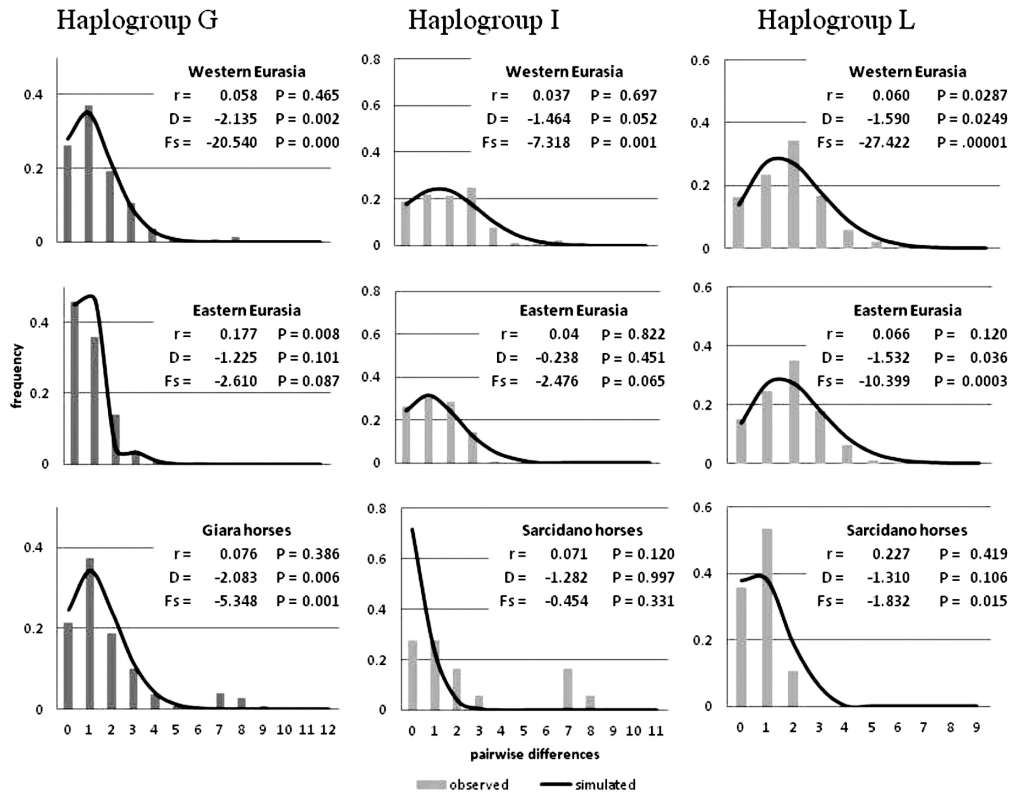 Haplogroup G
Haplogroup I
Haplogroup L
Western Eurasia
r = 0.058 P = 0.465
D = -2.135 P = 0.002
Fs = -20.540 P = 0.000
0.4
0.2
0
Western Eurasia
r = 0.037 P = 0.697
D = -1.464 P = 0.052
Fs = -7.318 P = 0.001
0.8
0.6
0.4
0.2
0
Western Eurasia
r = 0.060 P = 0.0287
D = -1.590 P = 0.0249
Fs = -27.422 P = .00001
0.6
0.4
0.2
0
frequency
Eastern Eurasia
r = 0.177 P = 0.008
D = -1.225 P = 0.101
Fs = -2.610 P = 0.087
0.4
0.2
0
Eastern Eurasia
r = 0.04 P = 0.822
D = -0.238 P = 0.451
Fs = -2.476 P = 0.065
0.8
0.6
0.4
0.2
0
Eastern Eurasia
r = 0.066 P = 0.120
D = -1.532 P = 0.036
Fs = -10.399 P = 0.0003
0.6
0.4
0.2
0
Giara horses
r = 0.076 P = 0.386
D = -2.083 P = 0.006
Fs = -5.348 P = 0.001
0.4
0.2
0
0 1 2 3 4 5 6 7 8 9 10 11 12
Sarcidano horses
r = 0.071 P = 0.120
D = -1.282 P = 0.997
Fs = -0.454 P = 0.331
0.8
0.6
0.4
0.2
0
0 1 2 3 4 5 6 7 8 9 10 11
Sarcidano horses
r = 0.227 P = 0.419
D = -1.310 P = 0.106
Fs = -1.832 P = 0.015
0.6
0.4
0.2
0
0 1 2 3 4 5 6 7 8 9
pairwise differences
observed simulated